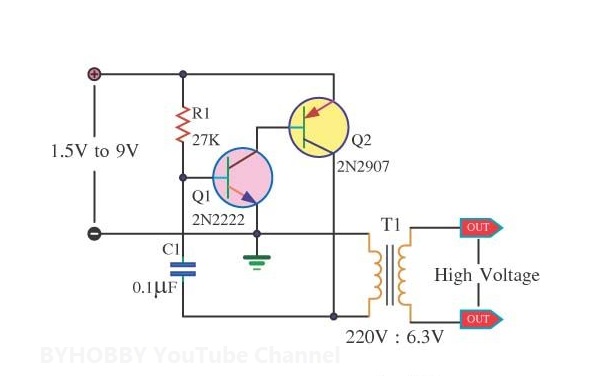 R1
27K
1.5V to 9V
Q2
2N2907
Q1
2N2222
T1
OUT
C1
0.1µF
High Voltage
OUT
220V : 6.3V
BYHOBBY YouTube Channel